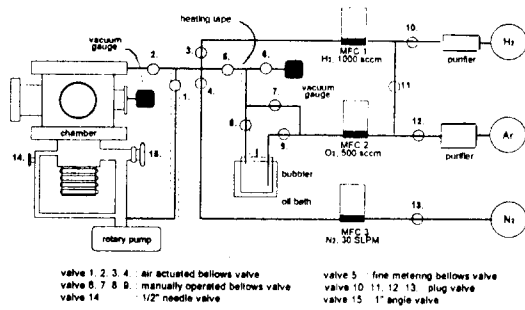 heating tape
vacuum
gauge
2.
3.
5.
6.
10.
H₂
MFC 1
H₂, 1000 sccm
purifier
vacuum
gauge
1.
4.
7.
11.
chamber
8.
9.
MFC 2
O₂, 500 sccm
12.
Ar
purifier
14.
15.
bubbler
oil bath
13.
N₂
MFC 3
N₂, 30 SLPM
rotary pump
valve 1, 2, 3, 4. : air actuated bellows valve
valve 6, 7, 8, 9. : manually operated bellows valve
valve 14 : 1/2" needle valve
valve 5 : fine metering bellows valve
valve 10, 11, 12, 13. : plug valve
valve 15 : 1" angle valve